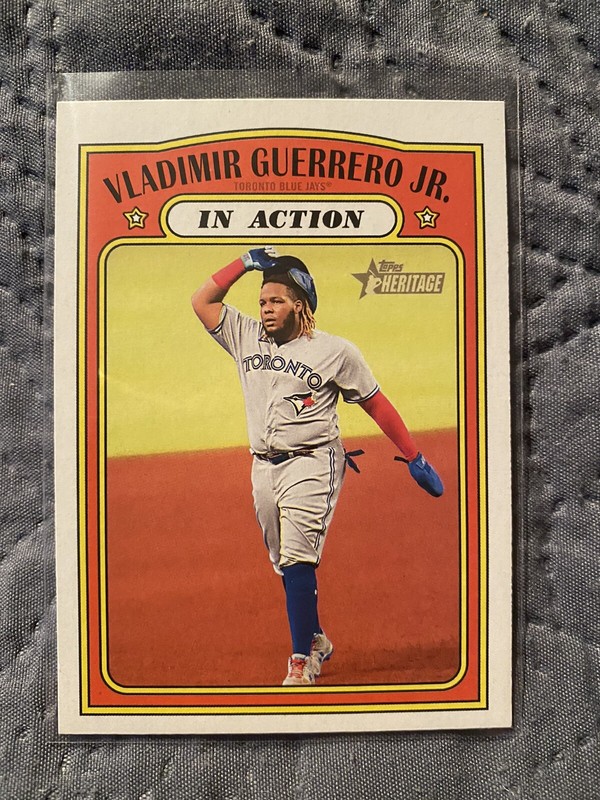 VLADIMIR GUERRERO JR.
TORONTO BLUE JAYS®
IN ACTION
topps
HERITAGE
TORONTO